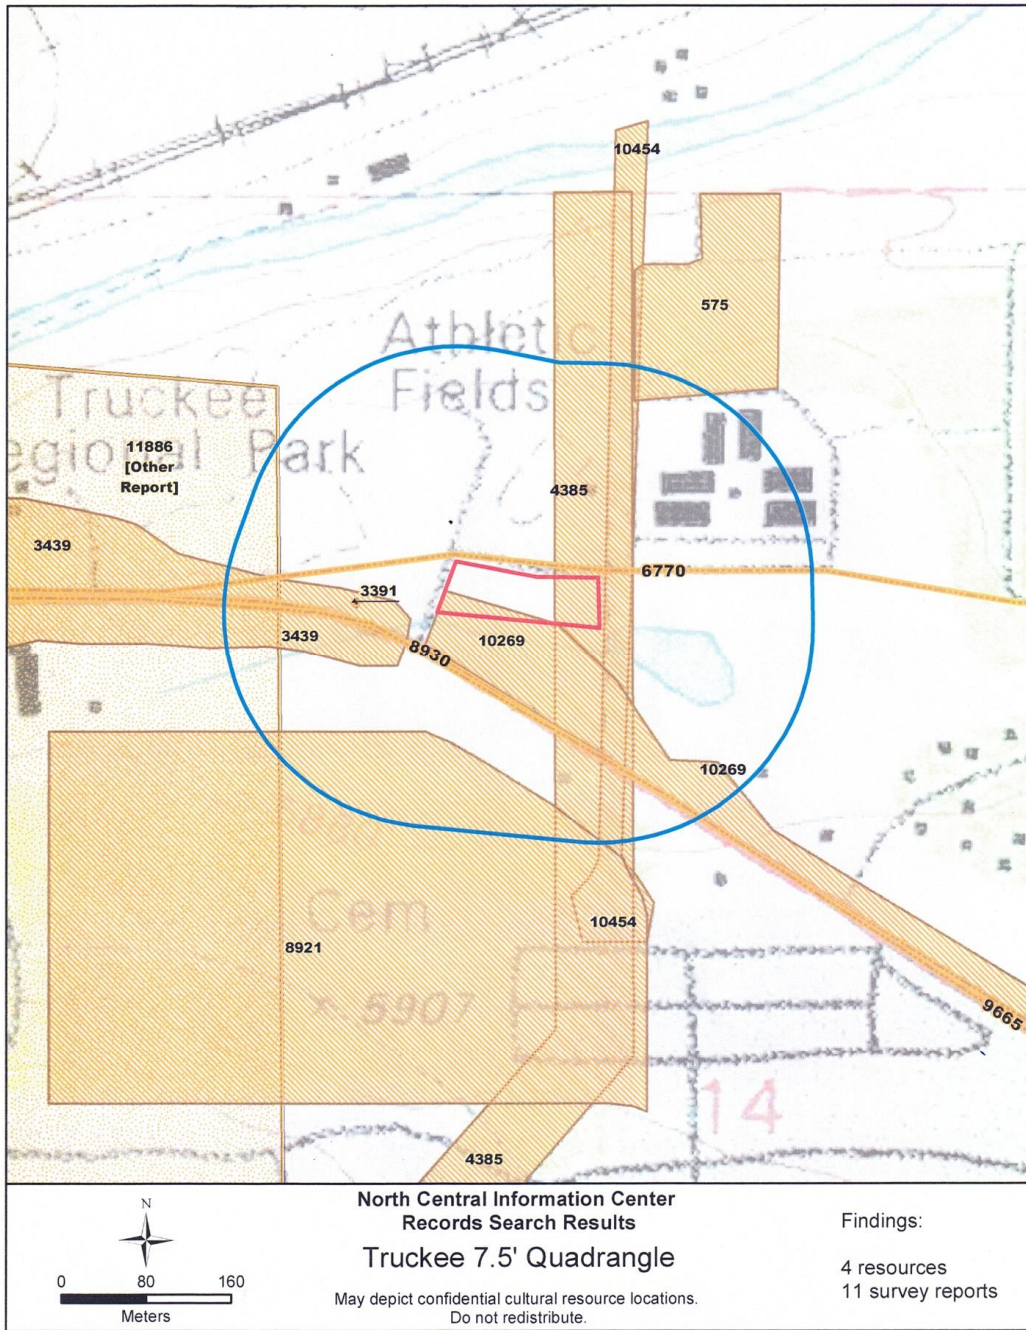 10454
575
Athletic
Fields
Truckee
Regional Park
11886
[Other
Report]
4385
3439
6770
3391
3439
10269
8930
10269
Cem
10454
8921
5907
9665
14
4385
N
0 80 160
Meters
North Central Information Center
Records Search Results
Truckee 7.5' Quadrangle
May depict confidential cultural resource locations.
Do not redistribute.
Findings:
4 resources
11 survey reports